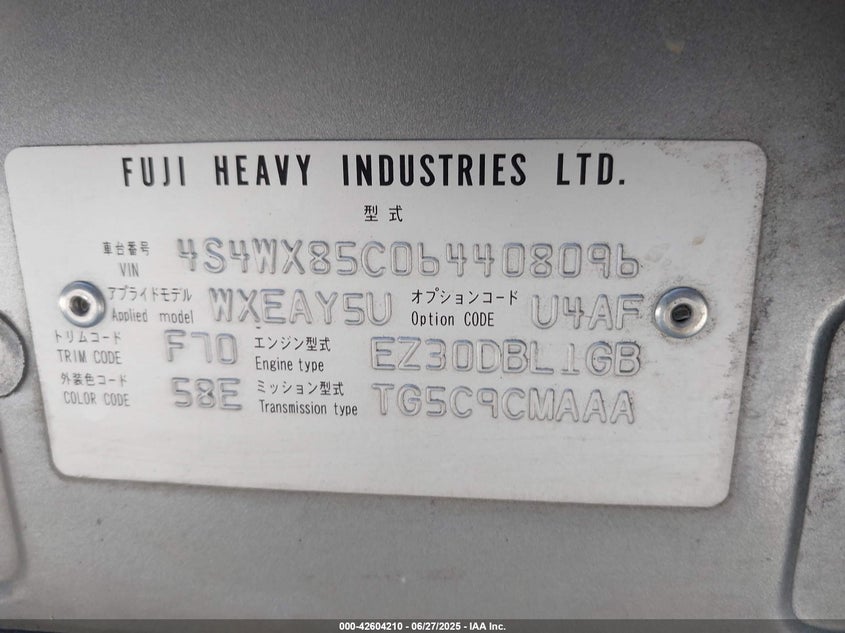 FUJI HEAVY INDUSTRIES LTD.
型式
車台番号 VIN 4S4WX85C064408096
アプライドモデル Applied model WXEAY5U オプションコード Option CODE U4AF
トリムコード TRIM CODE F70 エンジン型式 Engine type EZ30DBL1GB
外装色コード COLOR CODE 58E ミッション型式 Transmission type TG5C9CMAAA
000-42604210 - 06/27/2025 - IAA Inc.